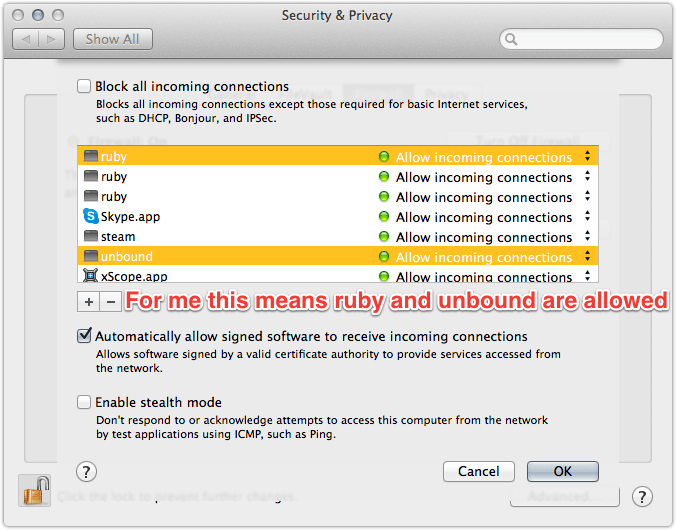 Security & Privacy
Show All
Block all incoming connections
Blocks all incoming connections except those required for basic Internet services,
such as DHCP, Bonjour, and IPSec.
Privacy
Firewall On
Turn Off Firewall
ruby Allow incoming connections
ruby Allow incoming connections
ruby Allow incoming connections
Skype.app Allow incoming connections
steam Allow incoming connections
unbound Allow incoming connections
xScope.app Allow incoming connections
+ − For me this means ruby and unbound are allowed
Automatically allow signed software to receive incoming connections
Allows software signed by a valid certificate authority to provide services accessed from
the network.
Enable stealth mode
Don't respond to or acknowledge attempts to access this computer from the network
by test applications using ICMP, such as Ping.
? Cancel OK
Click the lock to prevent further changes. Advanced... ?